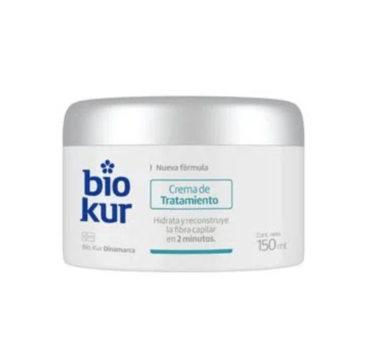 bio
kur
Bio Kur Dinamarca
| Nueva fórmula
Crema de
Tratamiento
Hidrata y reconstruye
la fibra capilar
en 2 minutos.
Cont. neto
150 ml